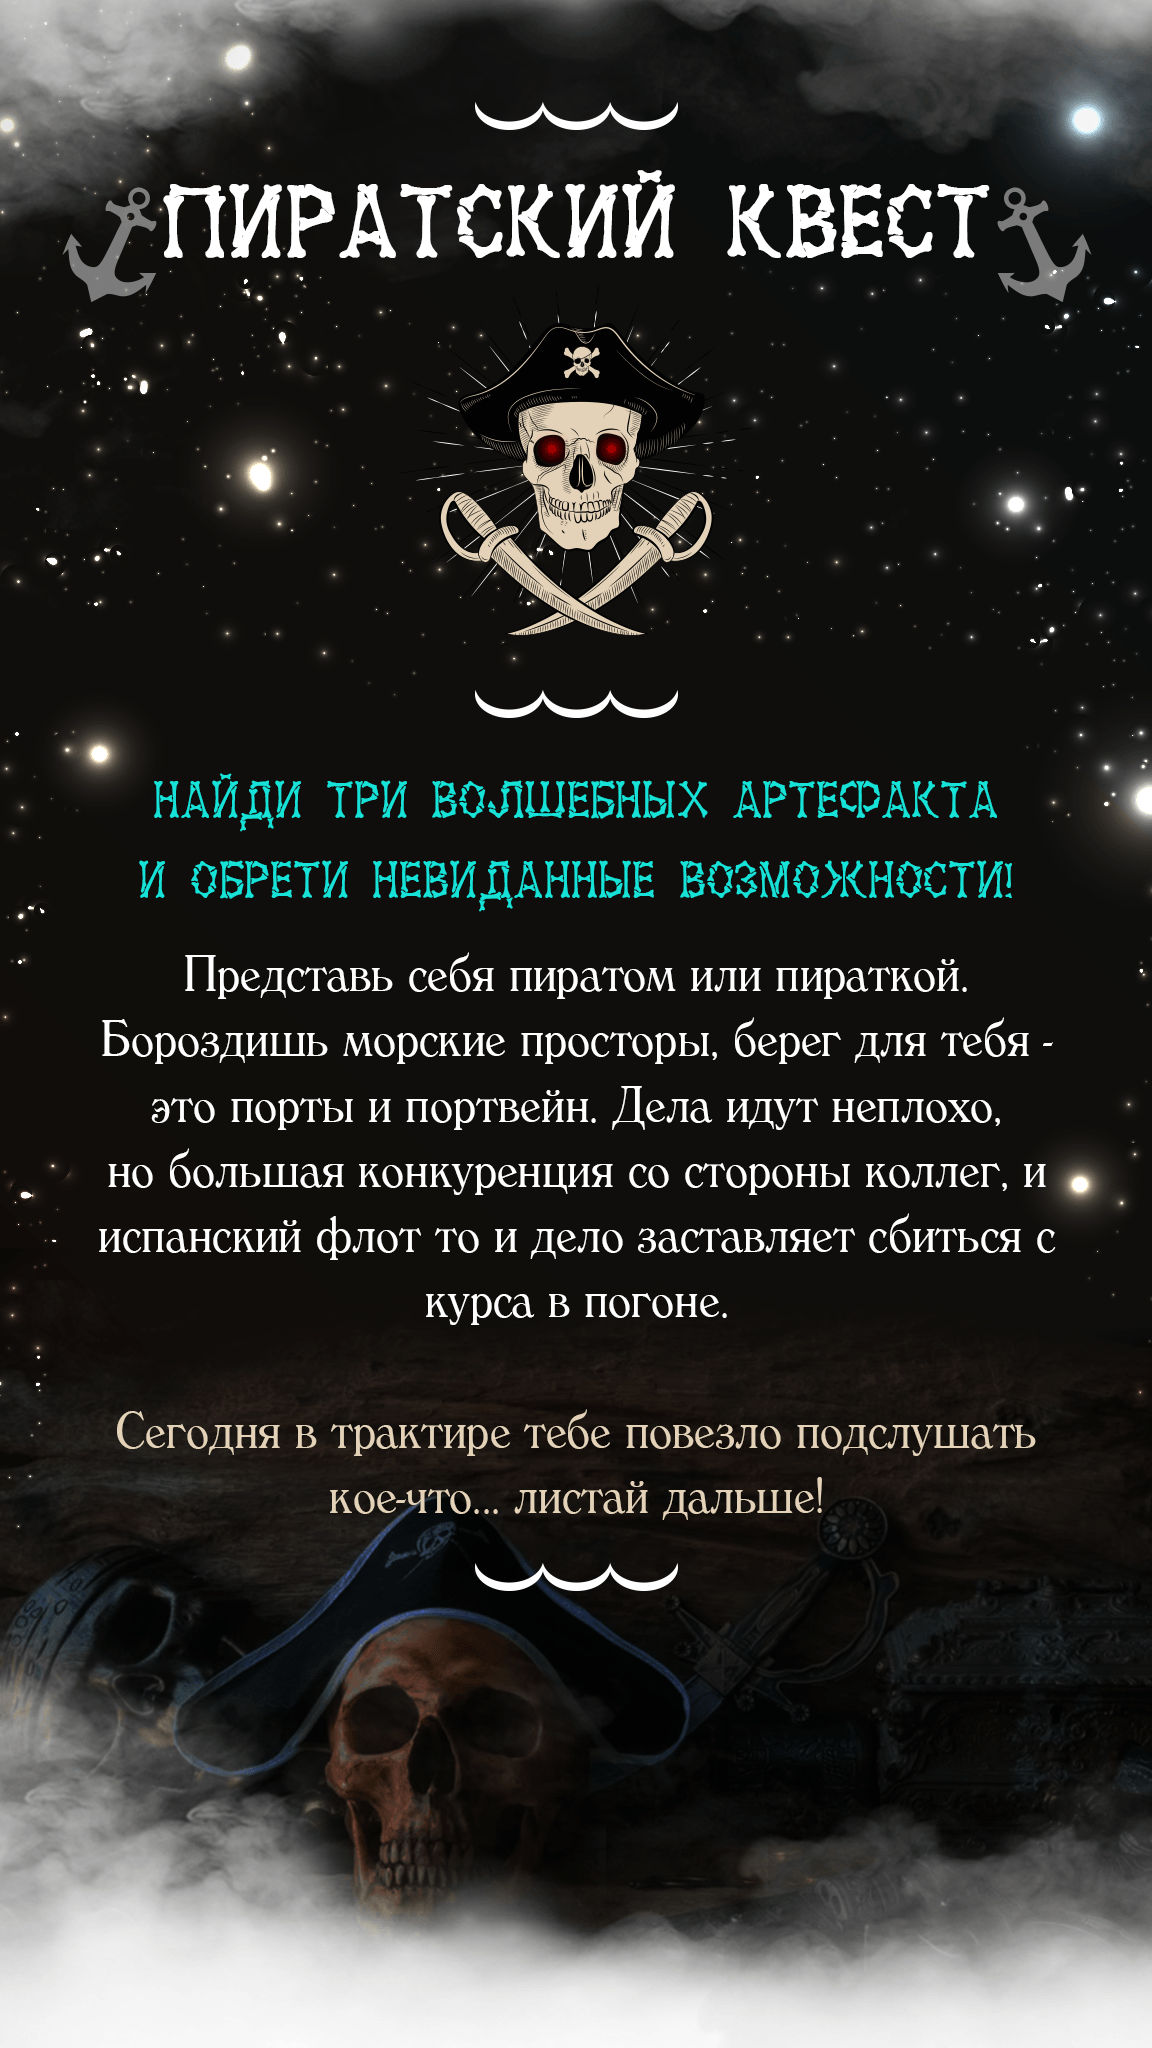 ПИРАТСКИЙ КВЕСТ
НАЙДИ ТРИ ВОЛШЕБНЫХ АРТЕФАКТА
И ОБРЕТИ НЕВИДАННЫЕ ВОЗМОЖНОСТИ!
Представь себя пиратом или пираткой.
Бороздишь морские просторы, берег для тебя -
это порты и портвейн. Дела идут неплохо,
но большая конкуренция со стороны коллег, и
испанский флот то и дело заставляет сбиться с
курса в погоне.
Сегодня в трактире тебе повезло подслушать
кое-что... листай дальше!